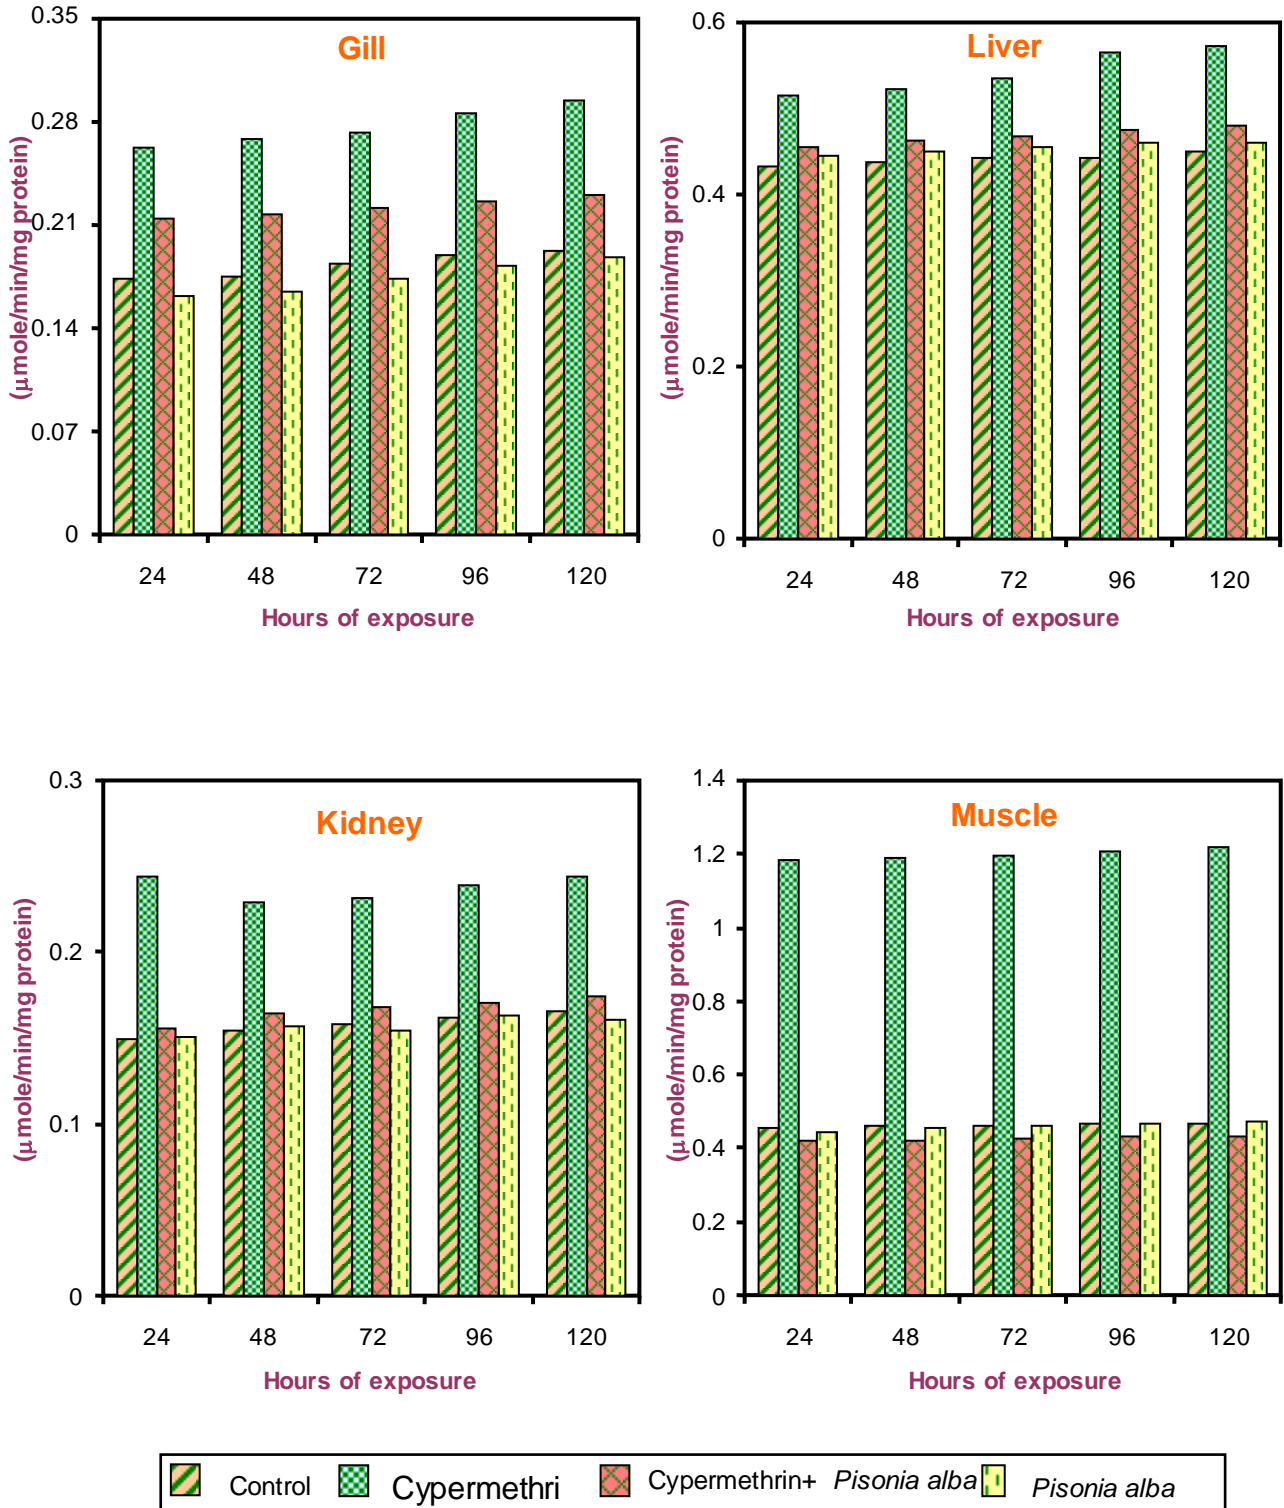 Gill
0.35
0.28
0.21
0.14
0.07
0
(µmole/min/mg protein)
24 48 72 96 120
Hours of exposure
Liver
0.6
0.4
0.2
0
(µmole/min/mg protein)
24 48 72 96 120
Hours of exposure
Kidney
0.3
0.2
0.1
0
(µmole/min/mg protein)
24 48 72 96 120
Hours of exposure
Muscle
1.4
1.2
1
0.8
0.6
0.4
0.2
0
(µmole/min/mg protein)
24 48 72 96 120
Hours of exposure
Control Cypermethri Cypermethrin+ Pisonia alba Pisonia alba